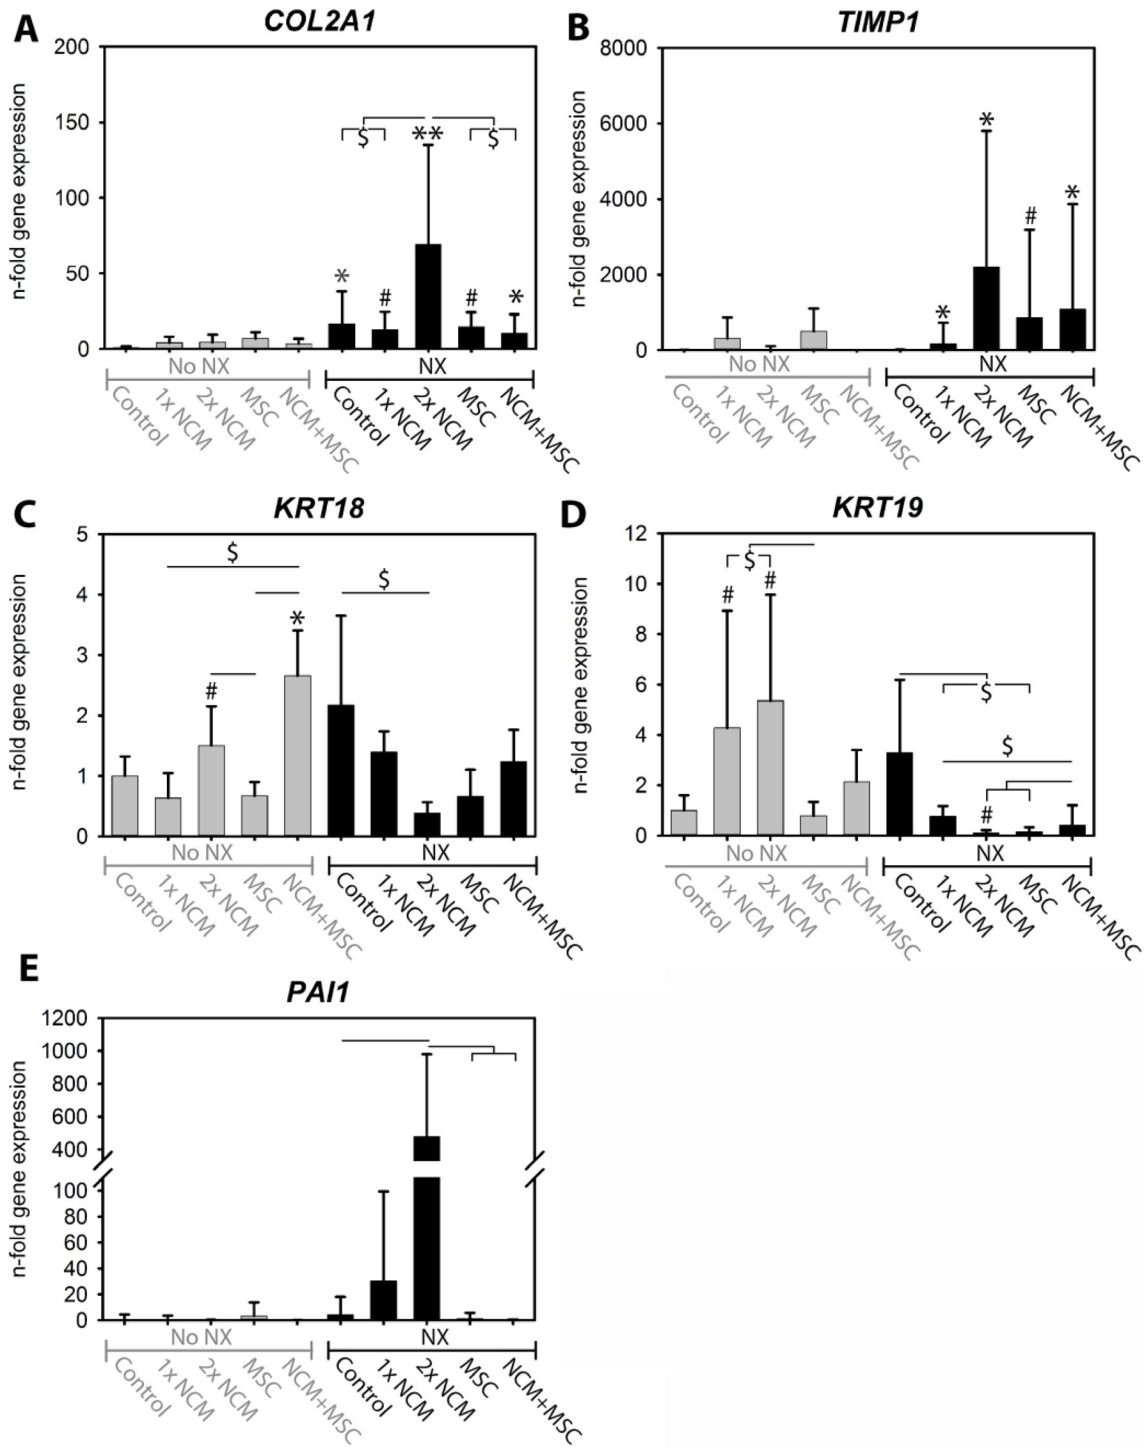 A
COL2A1
n-fold gene expression
200
150
100
50
0
$
**
$
*
#
#
*
No NX
NX
Control
1x NCM
2x NCM
MSC
NCM+MSC
Control
1x NCM
2x NCM
MSC
NCM+MSC
B
TIMP1
n-fold gene expression
8000
6000
4000
2000
0
*
*
#
*
No NX
NX
Control
1x NCM
2x NCM
MSC
NCM+MSC
Control
1x NCM
2x NCM
MSC
NCM+MSC
C
KRT18
n-fold gene expression
5
4
3
2
1
0
$
$
*
#
No NX
NX
Control
1x NCM
2x NCM
MSC
NCM+MSC
Control
1x NCM
2x NCM
MSC
NCM+MSC
D
KRT19
n-fold gene expression
12
10
8
6
4
2
0
$
#
#
$
$
#
No NX
NX
Control
1x NCM
2x NCM
MSC
NCM+MSC
Control
1x NCM
2x NCM
MSC
NCM+MSC
E
PAI1
n-fold gene expression
1200
1000
800
600
400
100
80
60
40
20
0
No NX
NX
Control
1x NCM
2x NCM
MSC
NCM+MSC
Control
1x NCM
2x NCM
MSC
NCM+MSC